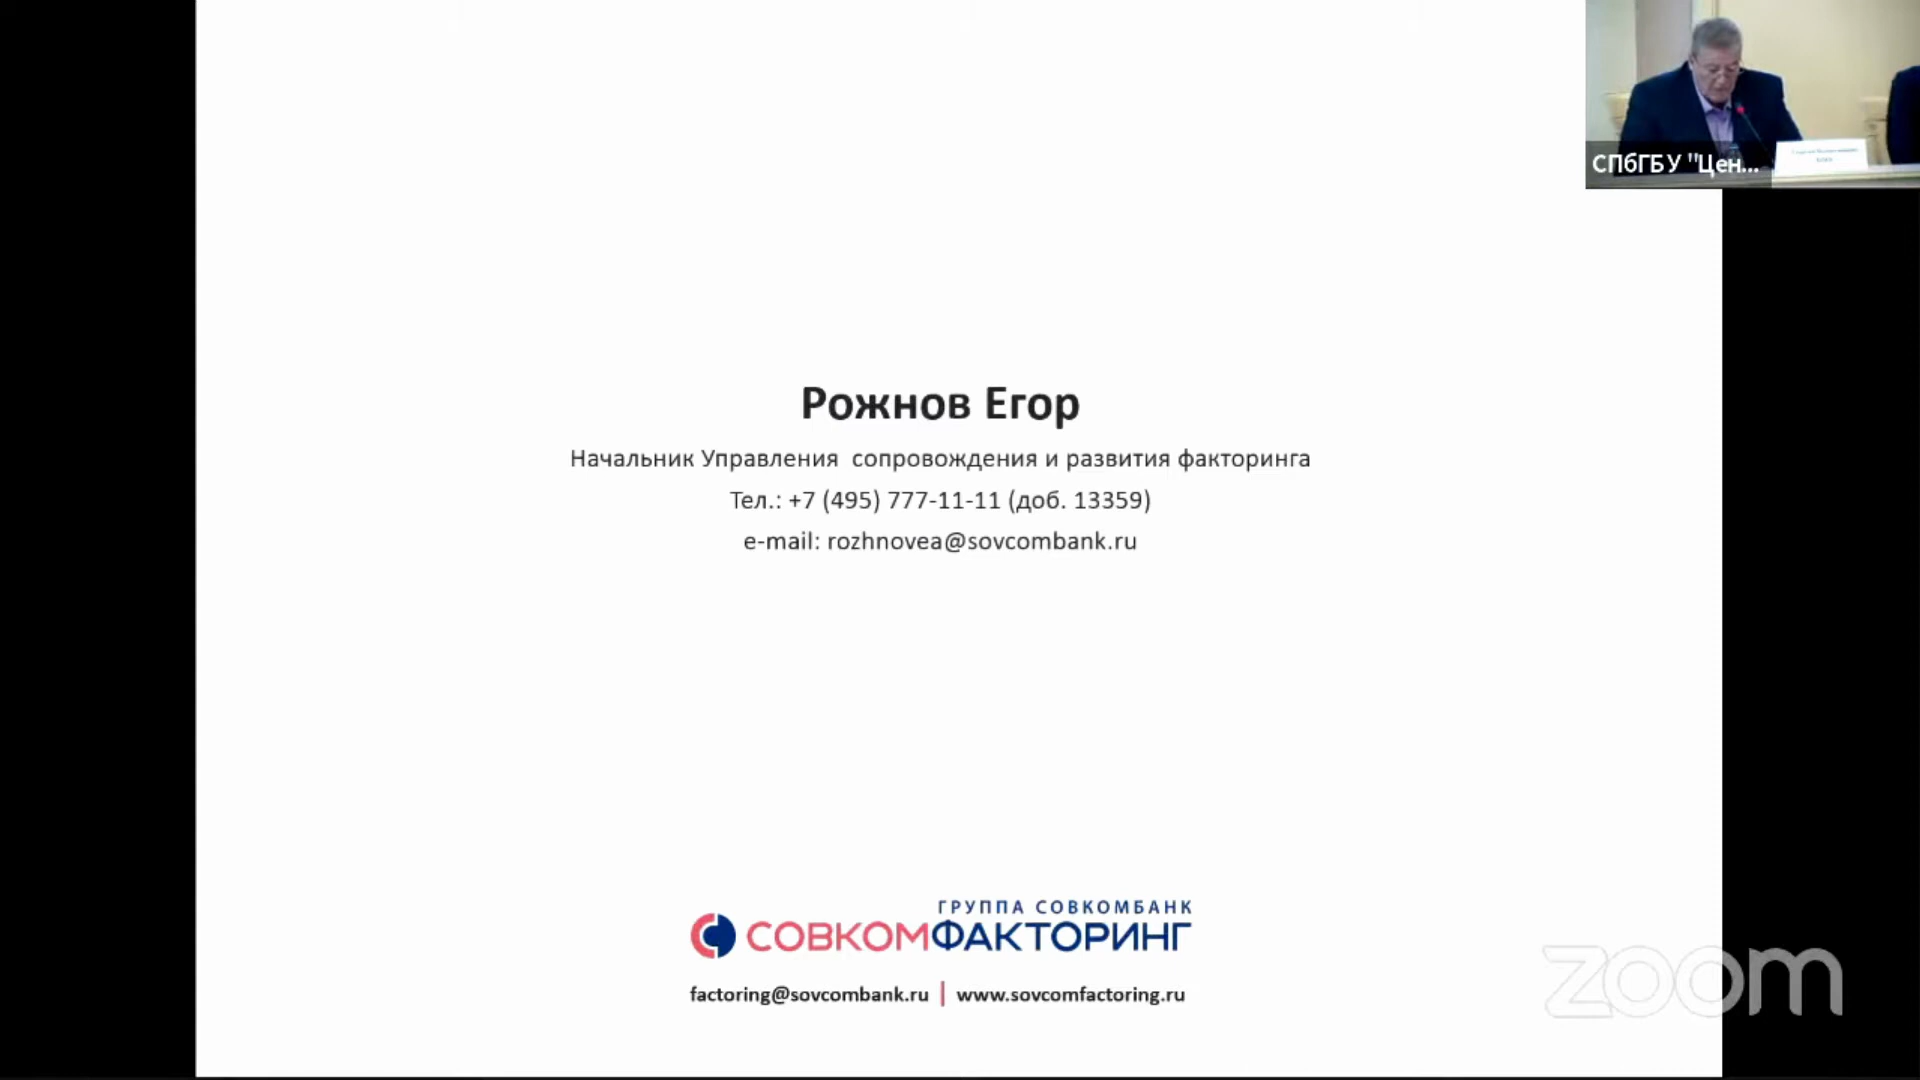 СПбГБУ "Цен...
Рожнов Егор
Начальник Управления сопровождения и развития факторинга
Тел.: +7 (495) 777-11-11 (доб. 13359)
e-mail: rozhnovea@sovcombank.ru
ГРУППА СОВКОМБАНК
СОВКОМФАКТОРИНГ
factoring@sovcombank.ru | www.sovcomfactoring.ru
zoom